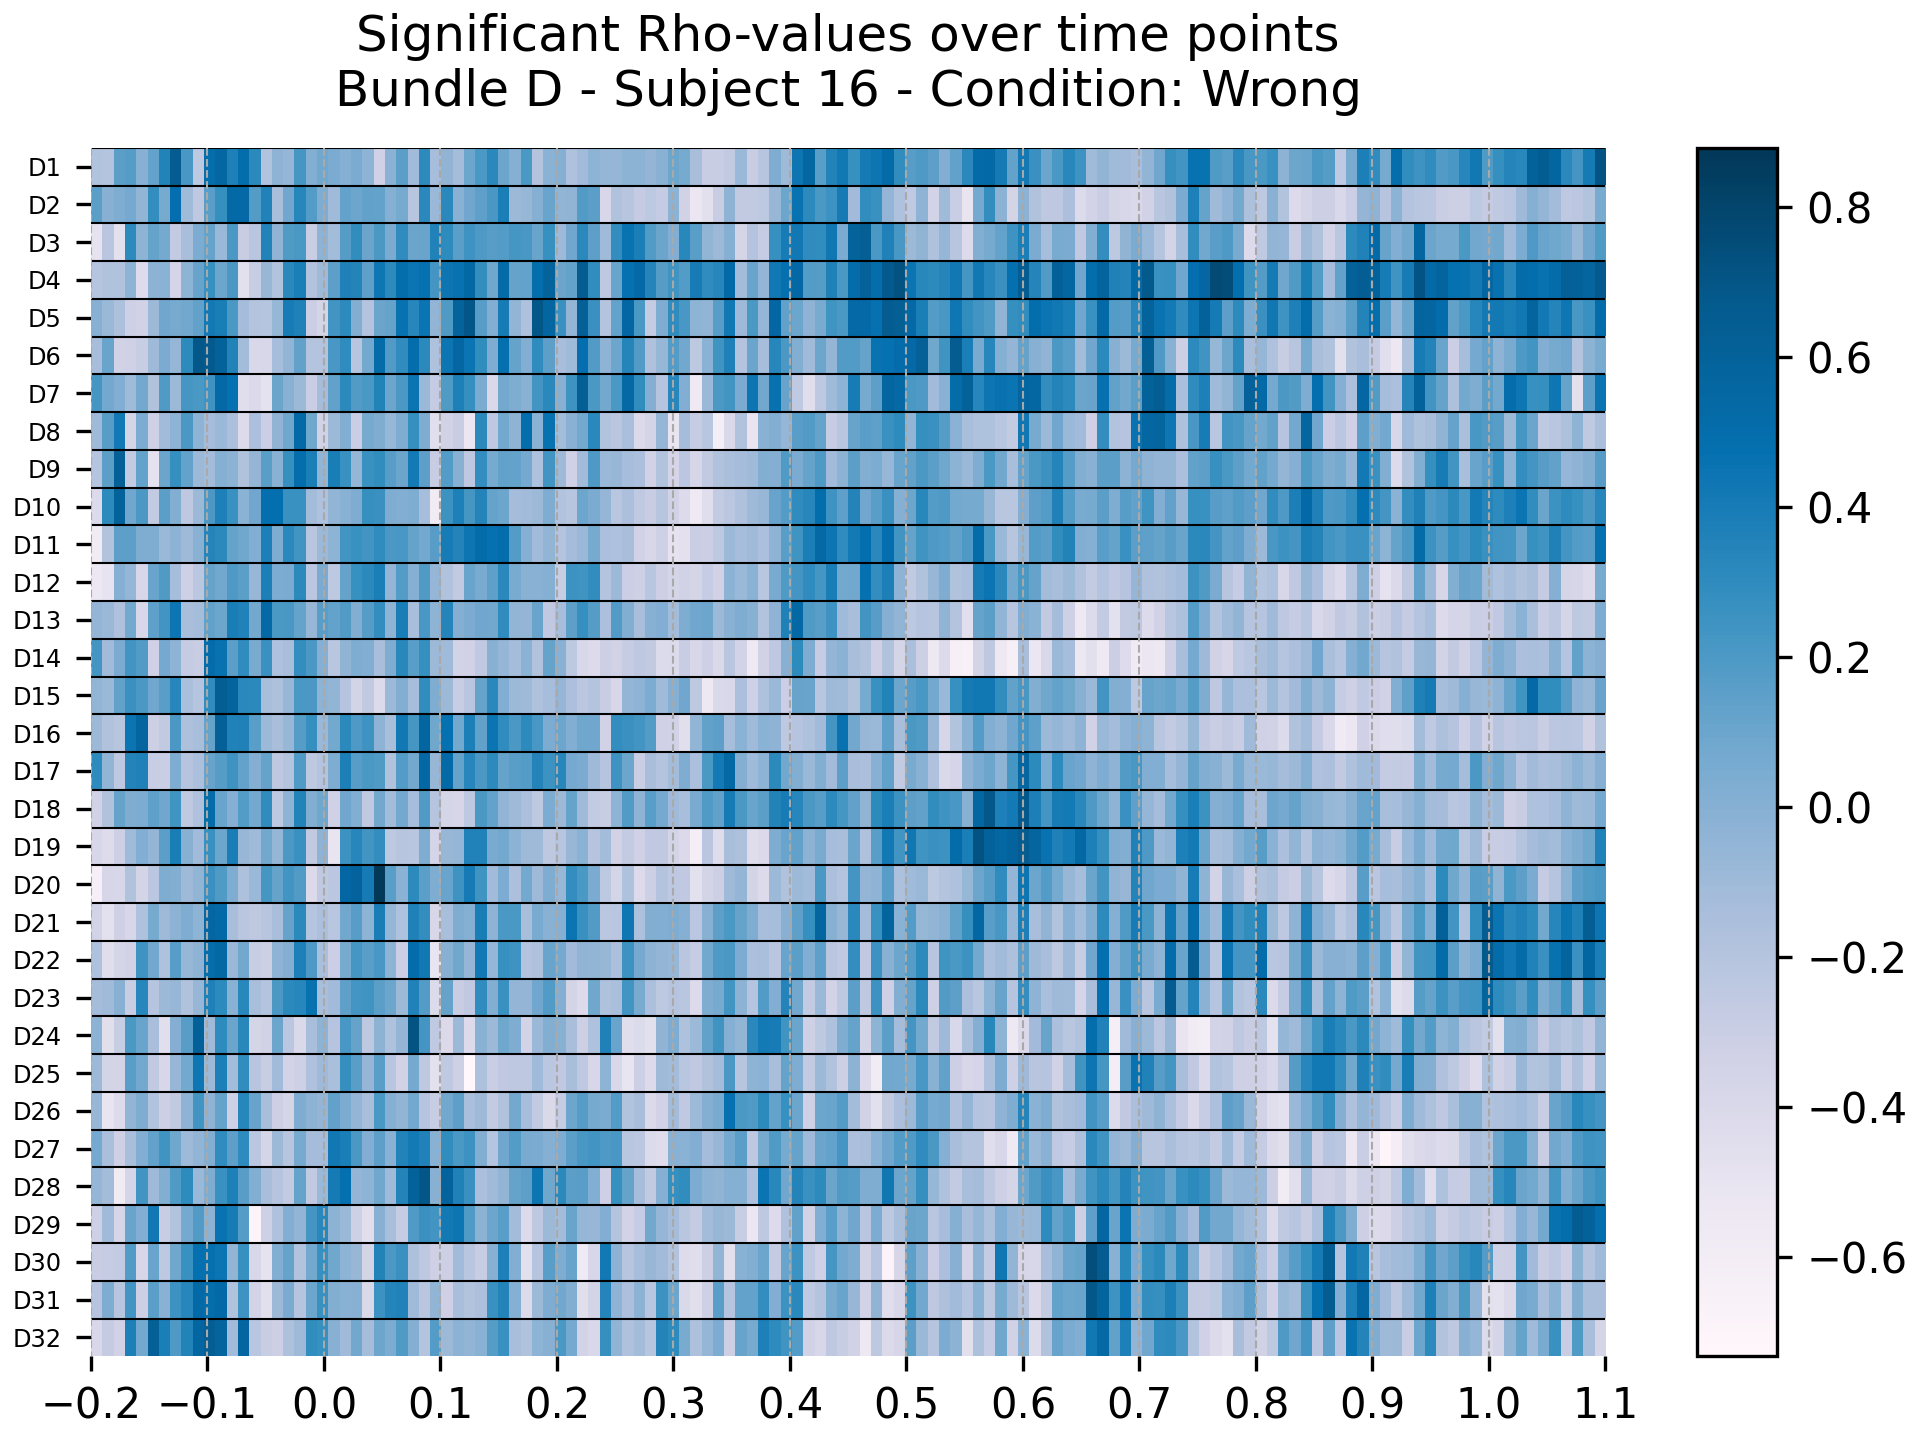 Significant Rho-values over time points
Bundle D - Subject 16 - Condition: Wrong
D1
D2
D3
D4
D5
D6
D7
D8
D9
D10
D11
D12
D13
D14
D15
D16
D17
D18
D19
D20
D21
D22
D23
D24
D25
D26
D27
D28
D29
D30
D31
D32
−0.2 −0.1 0.0 0.1 0.2 0.3 0.4 0.5 0.6 0.7 0.8 0.9 1.0 1.1
0.8
0.6
0.4
0.2
0.0
−0.2
−0.4
−0.6